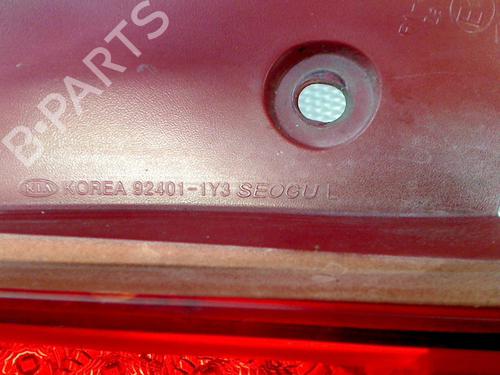 B-PARTS
KIA KOREA 92401-1Y3 SEOGU L